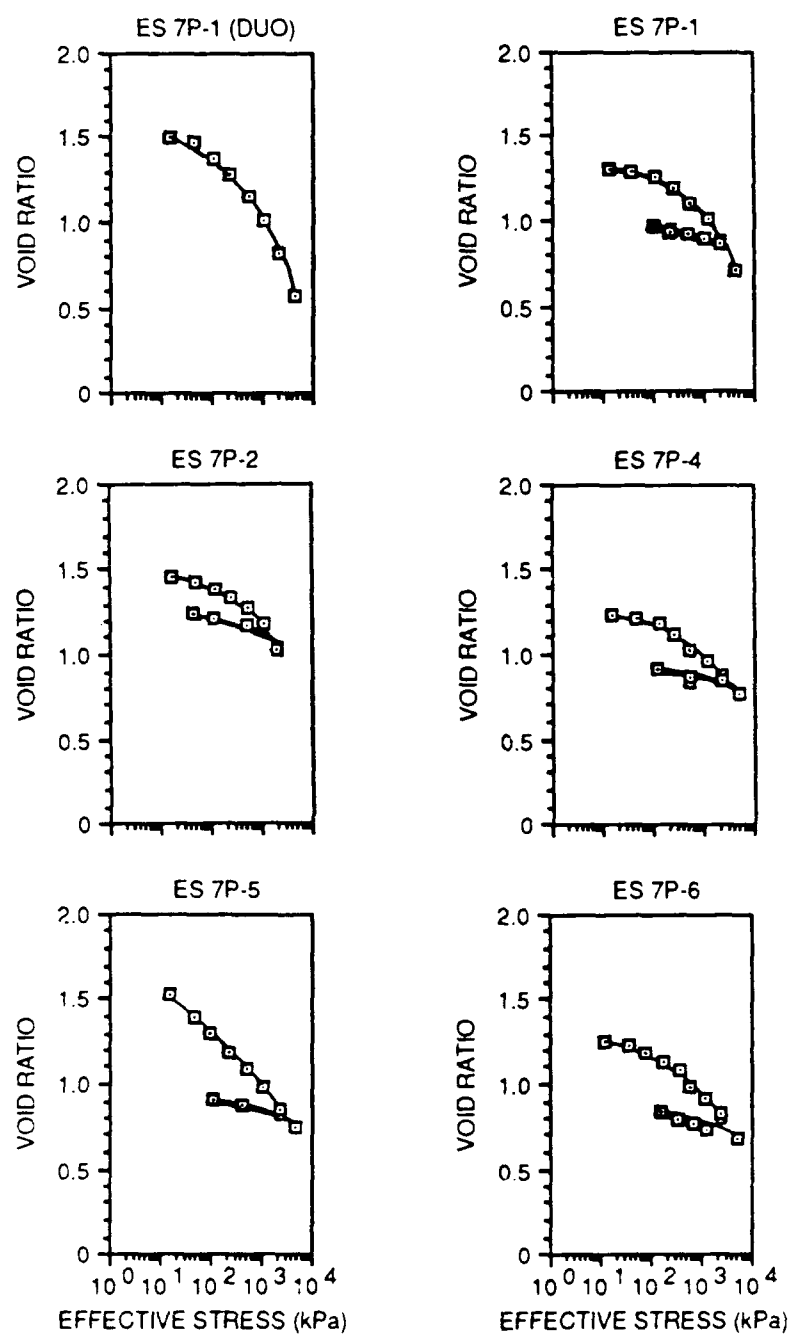 ES 7P-1 (DUO)
2.0
1.5
1.0
0.5
0
VOID RATIO
ES 7P-1
2.0
1.5
1.0
0.5
0
VOID RATIO
ES 7P-2
2.0
1.5
1.0
0.5
0
VOID RATIO
ES 7P-4
2.0
1.5
1.0
0.5
0
VOID RATIO
ES 7P-5
2.0
1.5
1.0
0.5
0
VOID RATIO
10^0 10^1 10^2 10^3 10^4
EFFECTIVE STRESS (kPa)
ES 7P-6
2.0
1.5
1.0
0.5
0
VOID RATIO
10^0 10^1 10^2 10^3 10^4
EFFECTIVE STRESS (kPa)